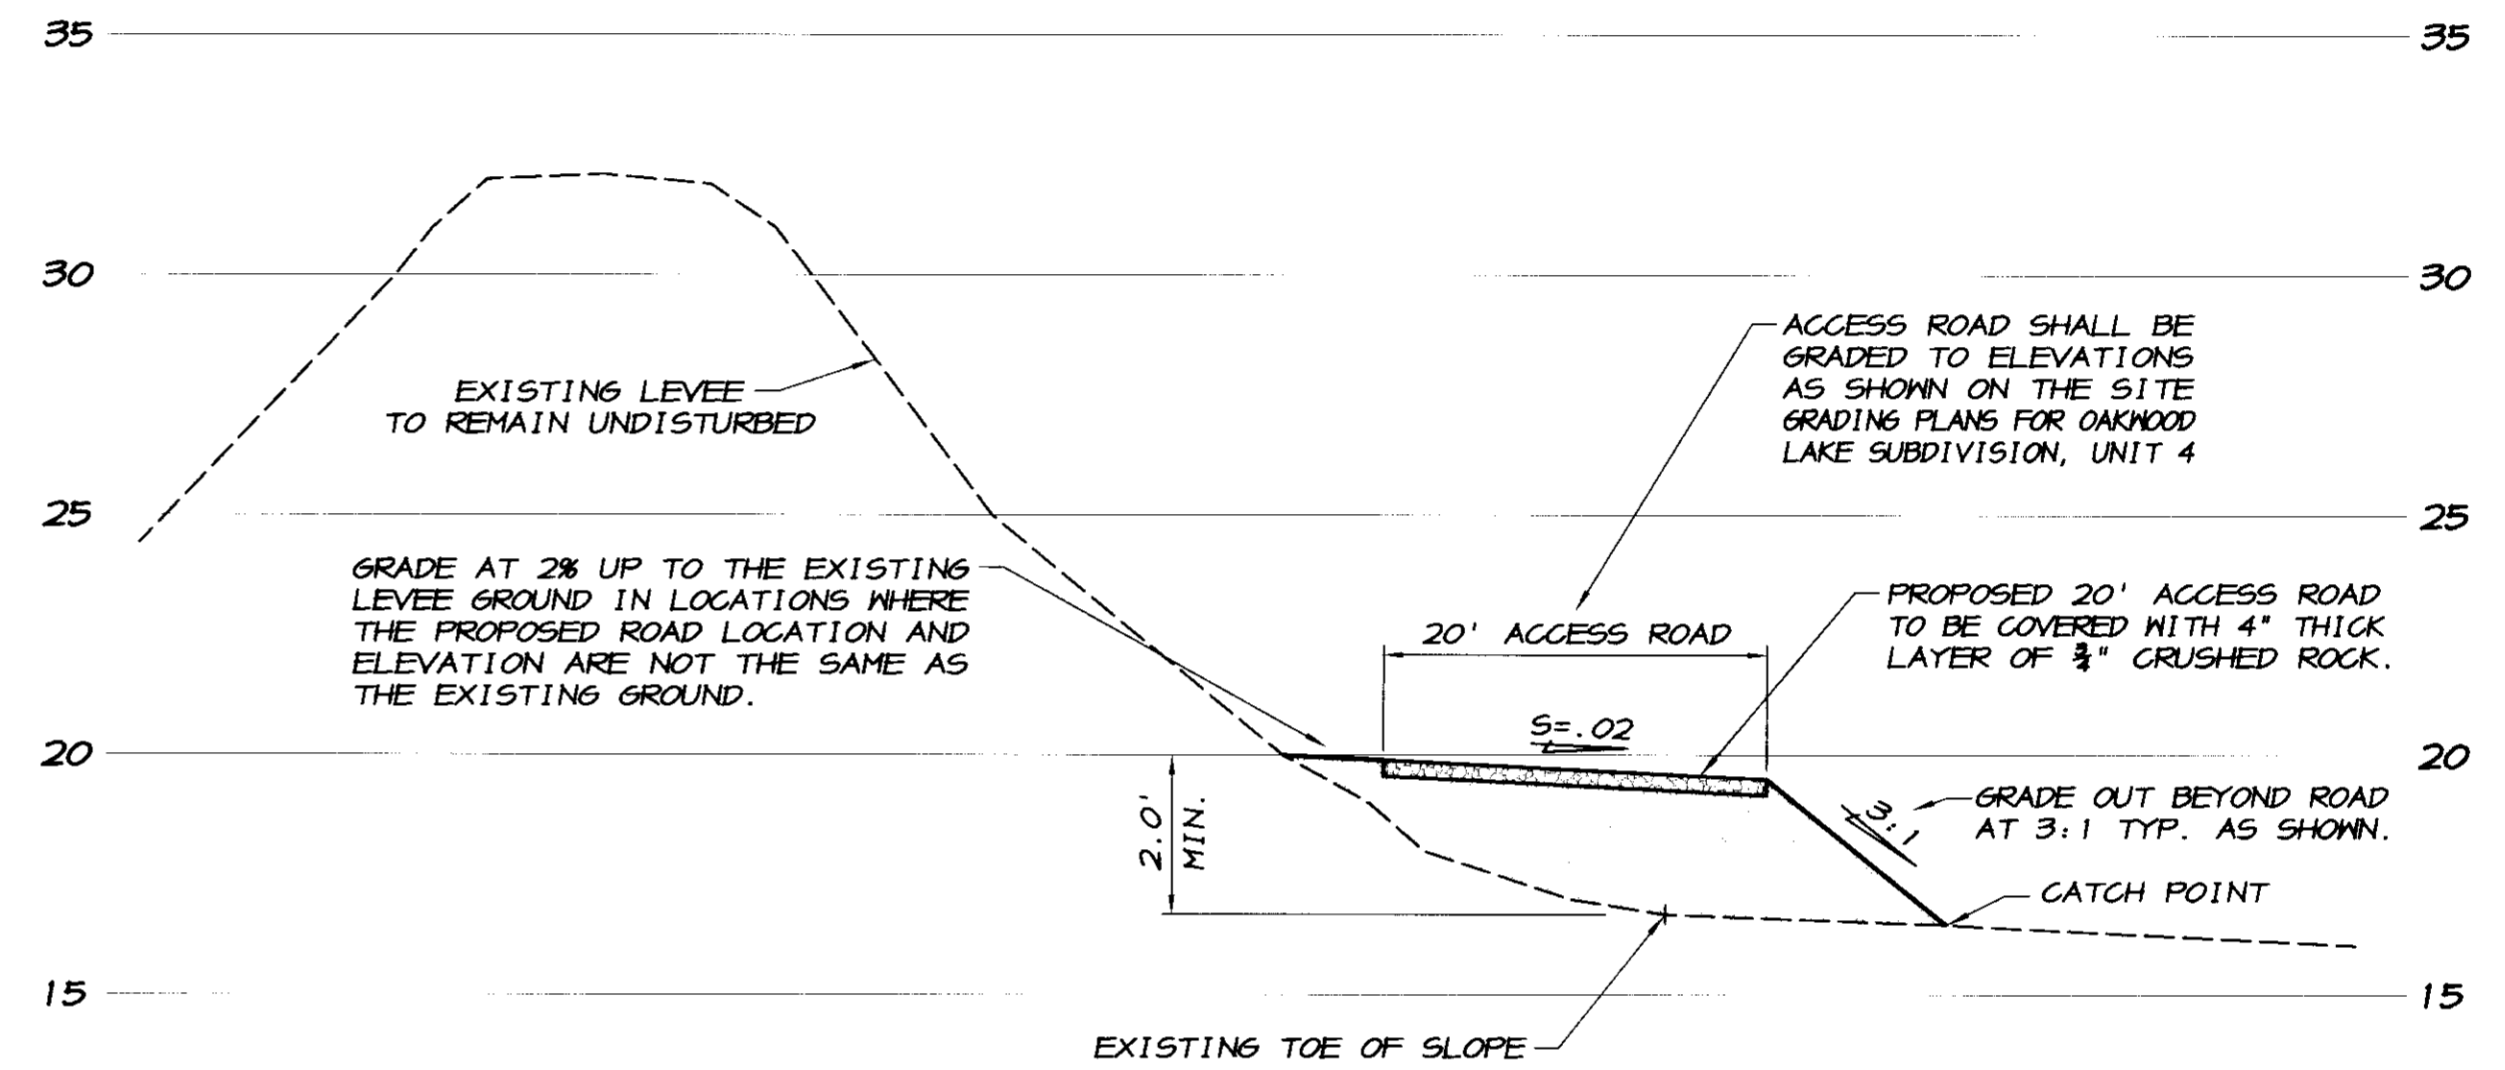 35
35
30
30
ACCESS ROAD SHALL BE
GRADED TO ELEVATIONS
AS SHOWN ON THE SITE
GRADING PLANS FOR OAKWOOD
LAKE SUBDIVISION, UNIT 4
EXISTING LEVEE
TO REMAIN UNDISTURBED
25
25
GRADE AT 2% UP TO THE EXISTING
LEVEE GROUND IN LOCATIONS WHERE
THE PROPOSED ROAD LOCATION AND
ELEVATION ARE NOT THE SAME AS
THE EXISTING GROUND.
PROPOSED 20' ACCESS ROAD
TO BE COVERED WITH 4" THICK
LAYER OF ¾" CRUSHED ROCK.
20' ACCESS ROAD
S=.02
20
20
2.0'
MIN.
3:1
GRADE OUT BEYOND ROAD
AT 3:1 TYP. AS SHOWN.
CATCH POINT
15
15
EXISTING TOE OF SLOPE